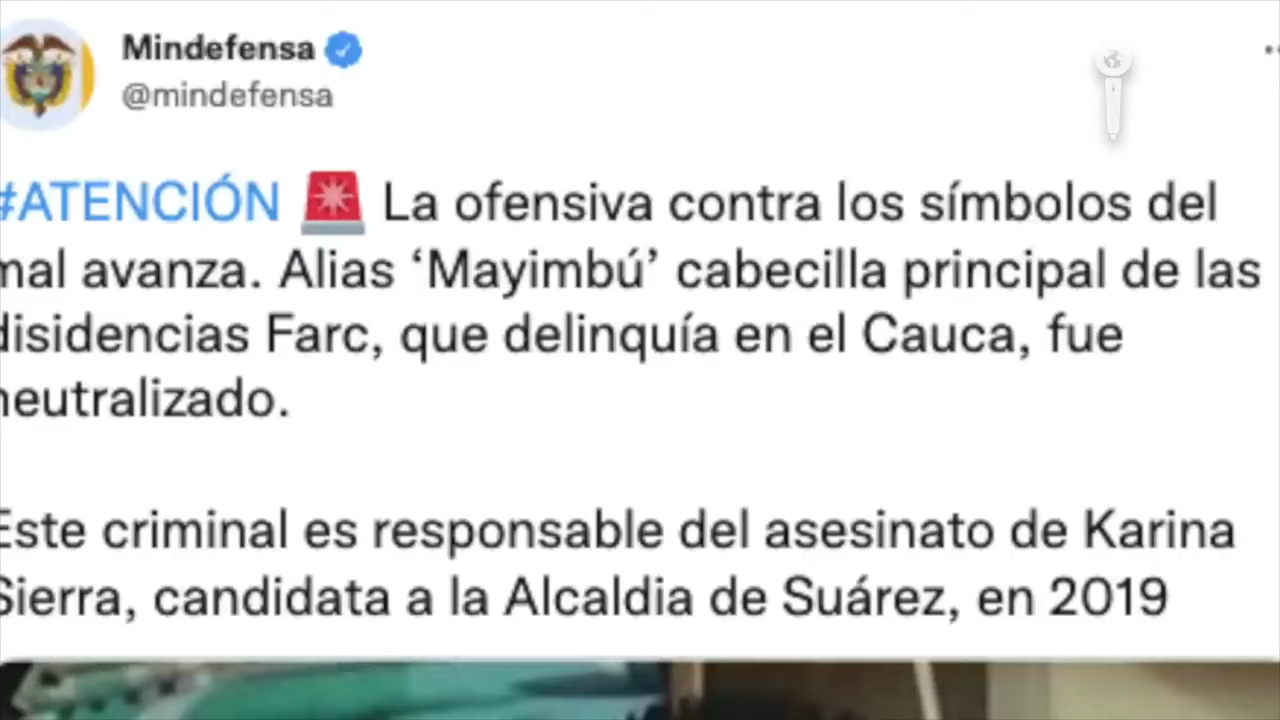 Mindefensa
@mindefensa
#ATENCIÓN 🚨 La ofensiva contra los símbolos del
mal avanza. Alias ‘Mayimbú’ cabecilla principal de las
disidencias Farc, que delinquía en el Cauca, fue
neutralizado.
Este criminal es responsable del asesinato de Karina
Sierra, candidata a la Alcaldia de Suárez, en 2019